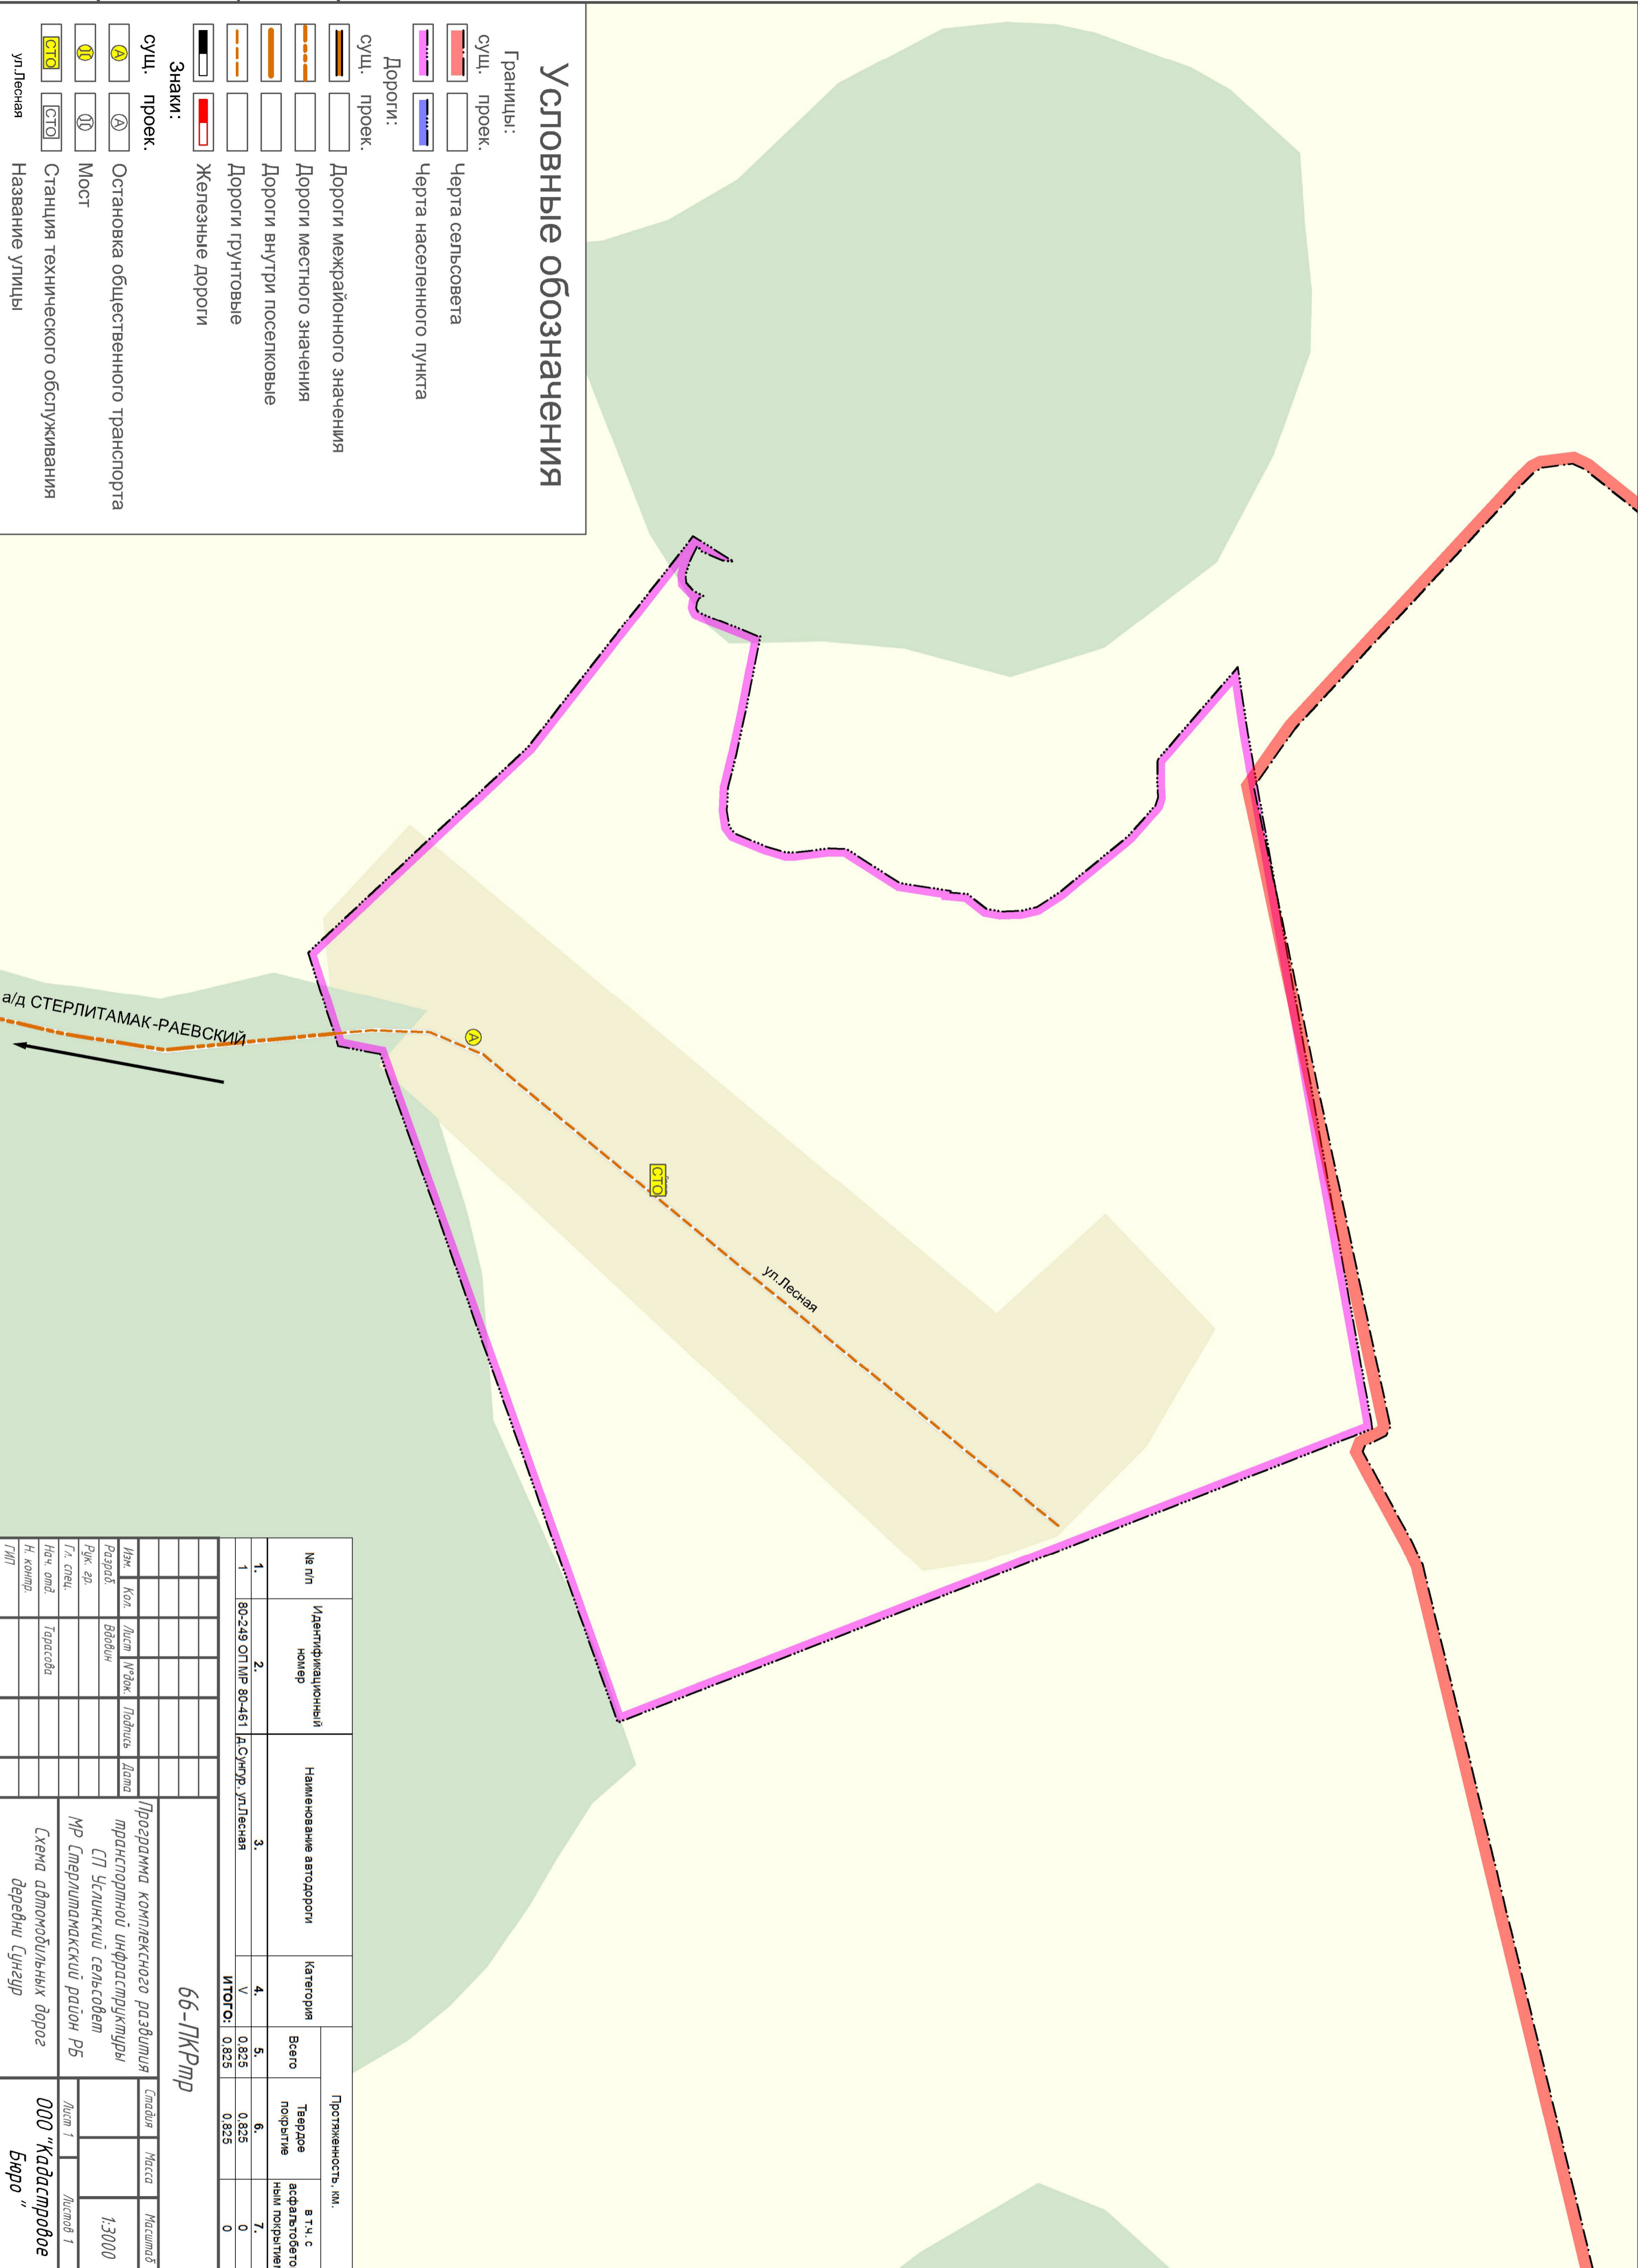 Условные обозначения
Границы:
сущ. проек.
Черта сельсовета
Черта населенного пункта
Дороги:
сущ. проек.
Дороги межрайонного значения
Дороги местного значения
Дороги внутри поселковые
Дороги грунтовые
Железные дороги
Знаки:
сущ. проек.
А А Остановка общественного транспорта
Мост
СТО СТО Станция технического обслуживания
ул.Лесная Название улицы
а/д СТЕРЛИТАМАК-РАЕВСКИЙ
А
СТО
ул.Лесная
№ п/п
Идентификационный
номер
Наименование автодороги
Категория
Протяженность, км.
Всего
Твердое
покрытие
в т.ч. с
асфальтобето
ным покрытием
1. 2. 3. 4. 5. 6. 7.
1 80-249 ОП МР 80-461 д.Сунгур, ул.Лесная V 0,825 0,825 0
ИТОГО: 0,825 0,825 0
66-ПКРтр
Изм. Кол. Лист №док. Подпись Дата
Разраб. Вдовин
Рук. гр.
Гл. спец.
Нач. отд. Тарасова
Н. контр.
ГИП
Программа комплексного развития
транспортной инфраструктуры
СП Услинский сельсовет
МР Стерлитамакский район РБ
Стадия Масса Масштаб
1:3000
Лист 1 Листов 1
Схема автомобильных дорог
деревни Сунгур
ООО "Кадастровое
Бюро "